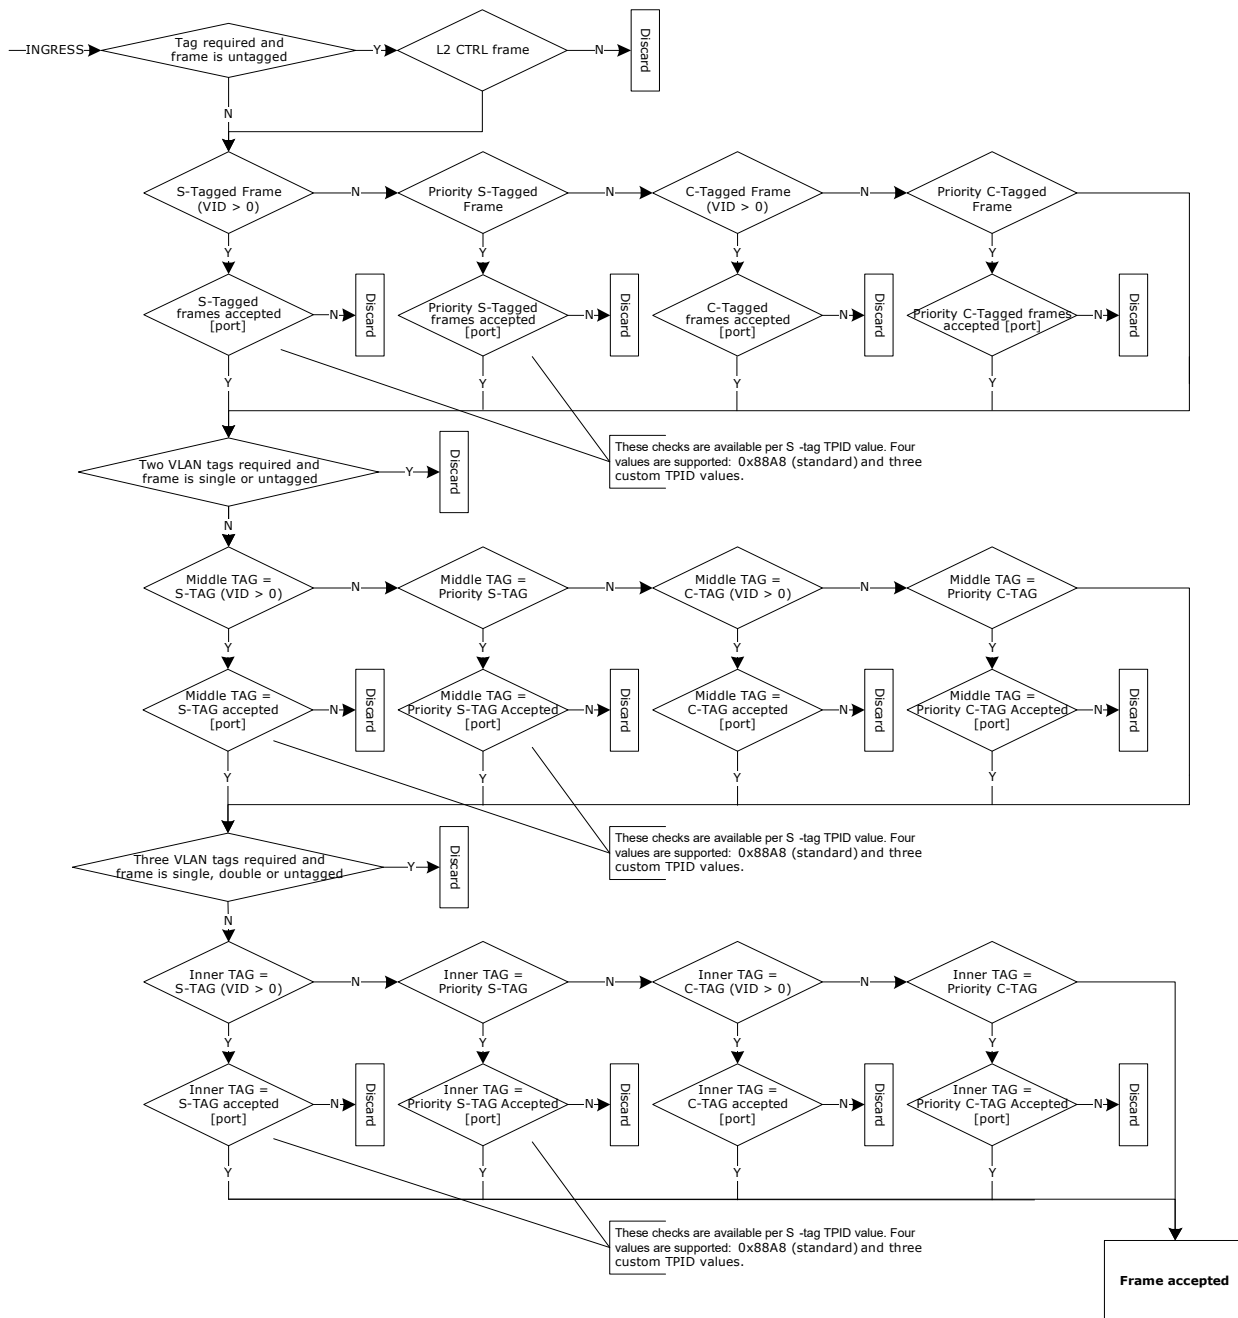 INGRESS
Tag required and
frame is untagged
Y
L2 CTRL frame
N
Discard
N
S-Tagged Frame
(VID > 0)
N
Priority S-Tagged
Frame
N
C-Tagged Frame
(VID > 0)
N
Priority C-Tagged
Frame
Y
Y
Y
Y
S-Tagged
frames accepted
[port]
N
Discard
Priority S-Tagged
frames accepted
[port]
N
Discard
C-Tagged
frames accepted
[port]
N
Discard
Priority C-Tagged frames
accepted [port]
N
Discard
Y
Y
Y
Y
These checks are available per S -tag TPID value. Four
values are supported: 0x88A8 (standard) and three
custom TPID values.
Two VLAN tags required and
frame is single or untagged
Y
Discard
N
Middle TAG =
S-TAG (VID > 0)
N
Middle TAG =
Priority S-TAG
N
Middle TAG =
C-TAG (VID > 0)
N
Middle TAG =
Priority C-TAG
Y
Y
Y
Y
Middle TAG =
S-TAG accepted
[port]
N
Discard
Middle TAG =
Priority S-TAG Accepted
[port]
N
Discard
Middle TAG =
C-TAG accepted
[port]
N
Discard
Middle TAG =
Priority C-TAG Accepted
[port]
N
Discard
Y
Y
Y
Y
These checks are available per S -tag TPID value. Four
values are supported: 0x88A8 (standard) and three
custom TPID values.
Three VLAN tags required and
frame is single, double or untagged
Y
Discard
N
Inner TAG =
S-TAG (VID > 0)
N
Inner TAG =
Priority S-TAG
N
Inner TAG =
C-TAG (VID > 0)
N
Inner TAG =
Priority C-TAG
Y
Y
Y
Y
Inner TAG =
S-TAG accepted
[port]
N
Discard
Inner TAG =
Priority S-TAG Accepted
[port]
N
Discard
Inner TAG =
C-TAG accepted
[port]
N
Discard
Inner TAG =
Priority C-TAG Accepted
[port]
N
Discard
Y
Y
Y
Y
These checks are available per S -tag TPID value. Four
values are supported: 0x88A8 (standard) and three
custom TPID values.
Frame accepted